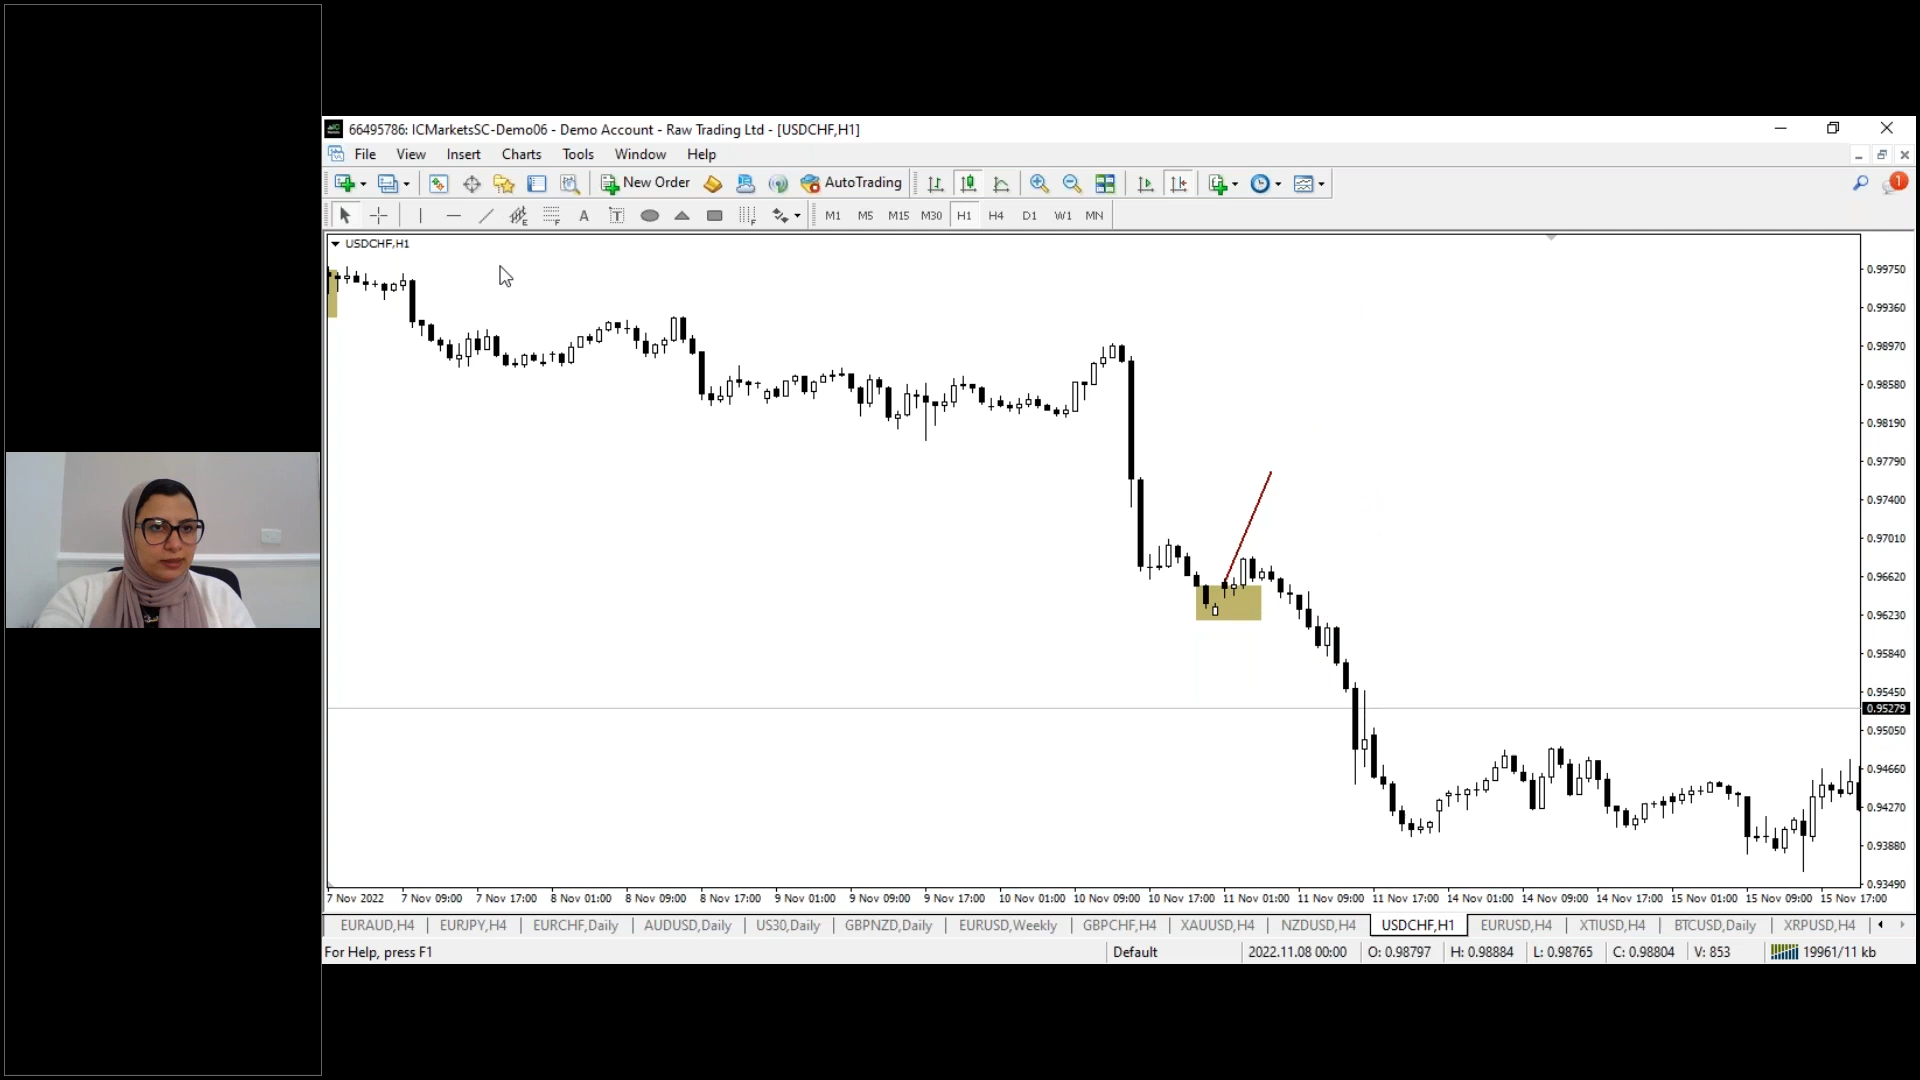 66495786: ICMarketsSC-Demo06 - Demo Account - Raw Trading Ltd - [USDCHF,H1]
File View Insert Charts Tools Window Help
New Order AutoTrading 1
A T M1 M5 M15 M30 H1 H4 D1 W1 MN
USDCHF,H1
0.99750
0.99360
0.98970
0.98580
0.98190
0.97790
0.97400
0.97010
0.96620
0.96230
0.95840
0.95450
0.95279
0.95050
0.94660
0.94270
0.93880
0.93490
7 Nov 2022 7 Nov 09:00 7 Nov 17:00 8 Nov 01:00 8 Nov 09:00 8 Nov 17:00 9 Nov 01:00 9 Nov 09:00 9 Nov 17:00 10 Nov 01:00 10 Nov 09:00 10 Nov 17:00 11 Nov 01:00 11 Nov 09:00 11 Nov 17:00 14 Nov 01:00 14 Nov 09:00 14 Nov 17:00 15 Nov 01:00 15 Nov 09:00 15 Nov 17:00
EURAUD,H4 EURJPY,H4 EURCHF,Daily AUDUSD,Daily US30,Daily GBPNZD,Daily EURUSD,Weekly GBPCHF,H4 XAUUSD,H4 NZDUSD,H4 USDCHF,H1 EURUSD,H4 XTIUSD,H4 BTCUSD,Daily XRPUSD,H4
For Help, press F1 Default 2022.11.08 00:00 O: 0.98797 H: 0.98884 L: 0.98765 C: 0.98804 V: 853 19961/11 kb